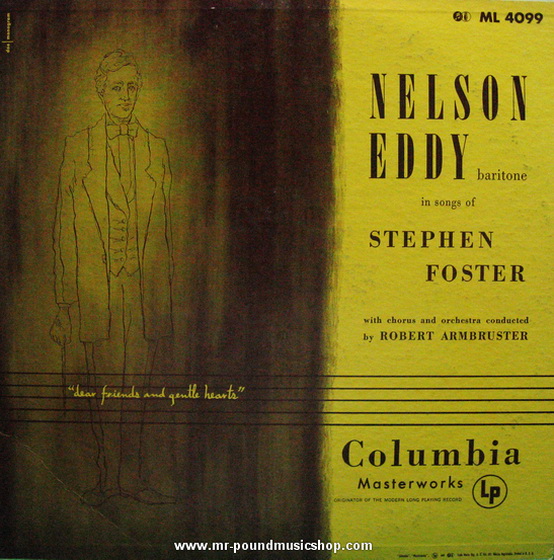 ML 4099
NELSON
EDDY baritone
in songs of
STEPHEN
FOSTER
with chorus and orchestra conducted
by ROBERT ARMBRUSTER
"dear friends and gentle hearts"
Columbia
Masterworks
Lp
ORIGINATOR OF THE MODERN LONG PLAYING RECORD
www.mr-poundmusicshop.com